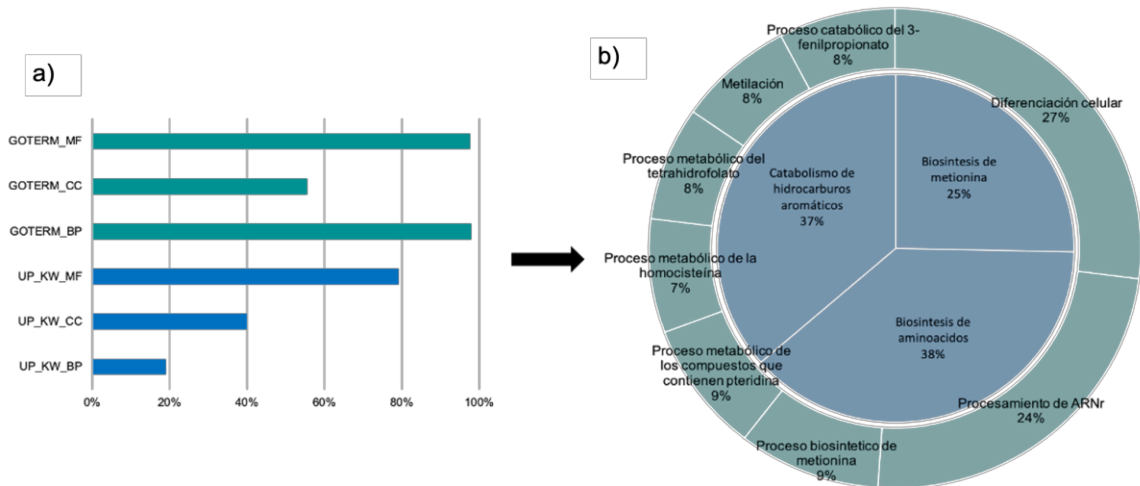 a)
GOTERM_MF
GOTERM_CC
GOTERM_BP
UP_KW_MF
UP_KW_CC
UP_KW_BP
0%
20%
40%
60%
80%
100%
b)
Proceso catabólico del 3-
fenilpropionato
8%
Metilación
8%
Proceso metabólico del
tetrahidrofolato
8%
Proceso metabólico de la
homocisteína
7%
Proceso metabólico de
los compuestos que
contienen pteridina
9%
Proceso biosintetico de
metionina
9%
Procesamiento de ARNr
24%
Diferenciación celular
27%
Catabolismo de
hidrocarburos
aromáticos
37%
Biosintesis de
metionina
25%
Biosintesis de
aminoacidos
38%